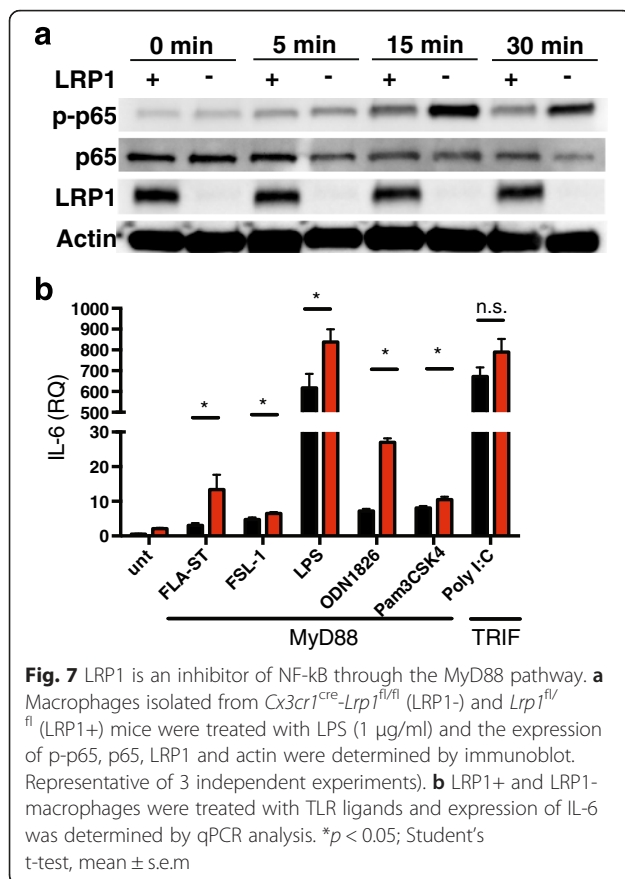 a
0 min 5 min 15 min 30 min
LRP1 + - + - + - + -
p-p65
p65
LRP1
Actin
b
IL-6 (RQ)
1000
900
800
700
600
500
30
20
10
0
* * * * * n.s.
unt FLA-ST FSL-1 LPS ODN1826 Pam3CSK4 Poly I:C
MyD88 TRIF
Fig. 7 LRP1 is an inhibitor of NF-kB through the MyD88 pathway. a
Macrophages isolated from Cx3cr1cre-Lrp1fl/fl (LRP1-) and Lrp1fl/
fl (LRP1+) mice were treated with LPS (1 μg/ml) and the expression
of p-p65, p65, LRP1 and actin were determined by immunoblot.
Representative of 3 independent experiments). b LRP1+ and LRP1-
macrophages were treated with TLR ligands and expression of IL-6
was determined by qPCR analysis. *p < 0.05; Student's
t-test, mean ± s.e.m